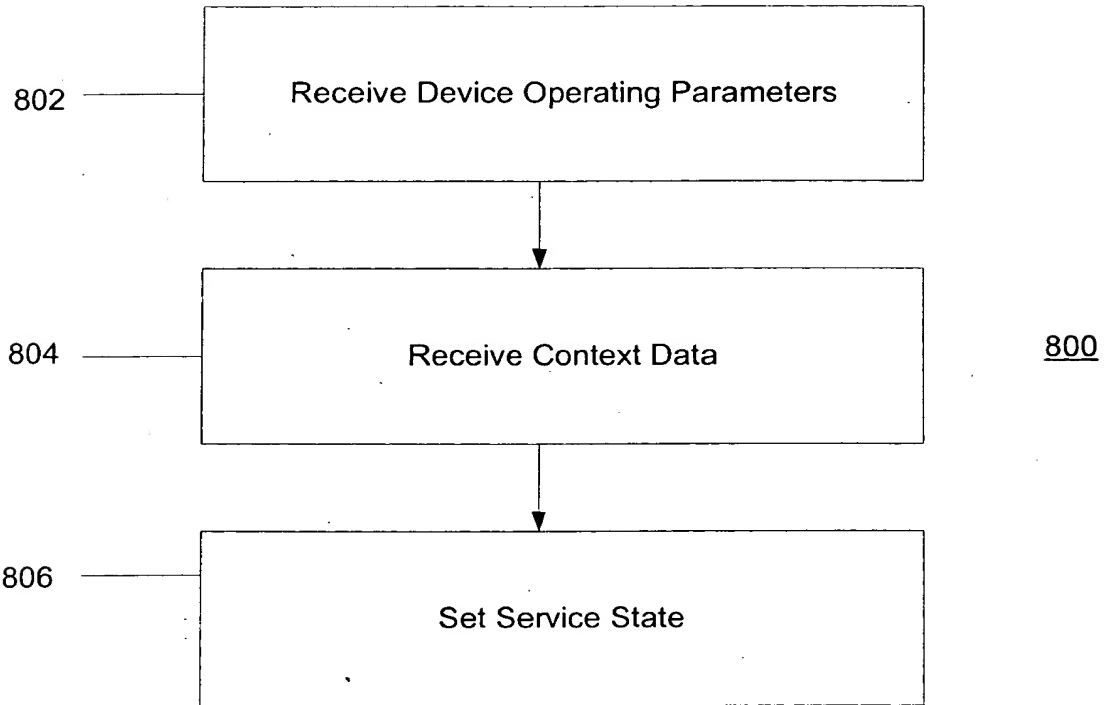 802
Receive Device Operating Parameters
804
Receive Context Data
800
806
Set Service State